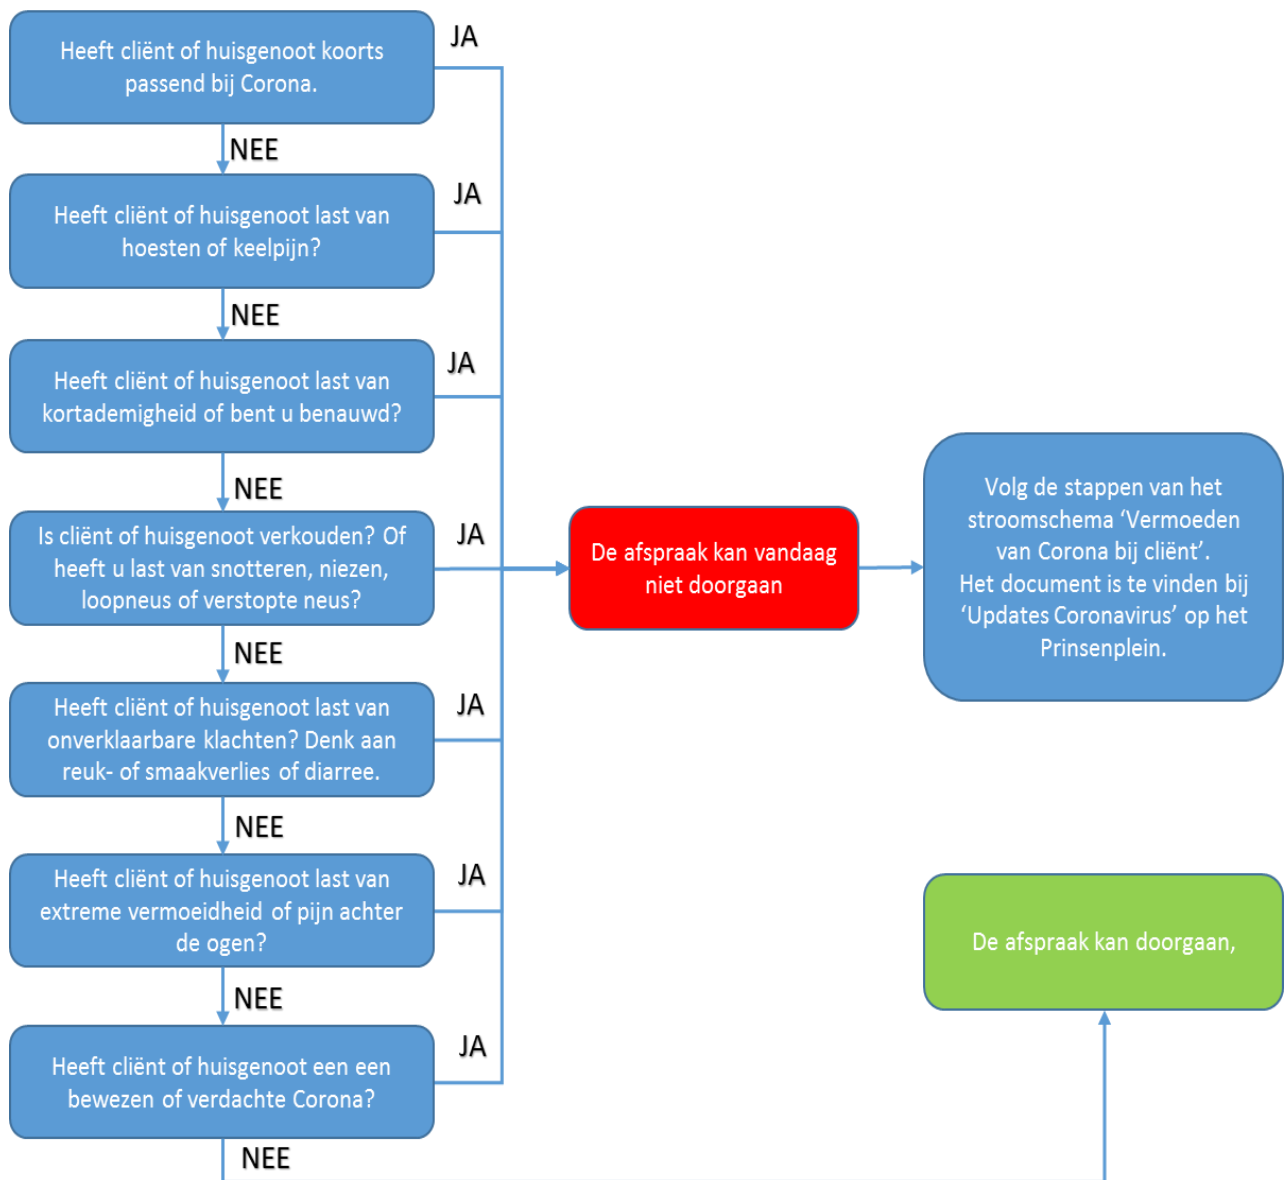 Heeft cliënt of huisgenoot koorts
passend bij Corona.
JA
NEE
Heeft cliënt of huisgenoot last van
hoesten of keelpijn?
JA
NEE
Heeft cliënt of huisgenoot last van
kortademigheid of bent u benauwd?
JA
NEE
Is cliënt of huisgenoot verkouden? Of
heeft u last van snotteren, niezen,
loopneus of verstopte neus?
JA
NEE
Heeft cliënt of huisgenoot last van
onverklaarbare klachten? Denk aan
reuk- of smaakverlies of diarree.
JA
NEE
Heeft cliënt of huisgenoot last van
extreme vermoeidheid of pijn achter
de ogen?
JA
NEE
Heeft cliënt of huisgenoot een een
bewezen of verdachte Corona?
JA
NEE
De afspraak kan vandaag
niet doorgaan
Volg de stappen van het
stroomschema ‘Vermoeden
van Corona bij cliënt’.
Het document is te vinden bij
‘Updates Coronavirus’ op het
Prinsenplein.
De afspraak kan doorgaan,